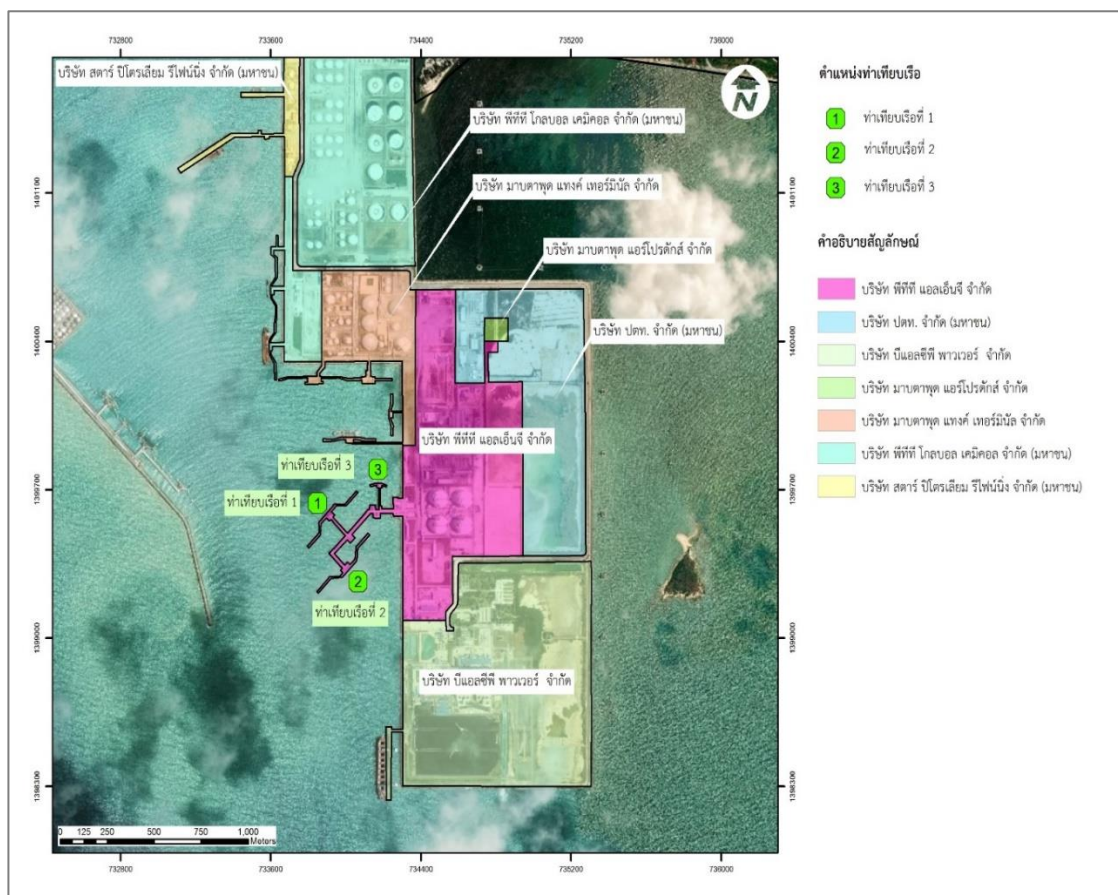 732800 733600 734400 735200 736000
บริษัท สตาร์ ปิโตรเลียม รีไฟน์นิ่ง จำกัด (มหาชน)
N
บริษัท พีทีที โกลบอล เคมิคอล จำกัด (มหาชน)
บริษัท มาบตาพุด แทงค์ เทอร์มินัล จำกัด
บริษัท มาบตาพุด แอร์โปรดักส์ จำกัด
บริษัท ปตท. จำกัด (มหาชน)
บริษัท พีทีที แอลเอ็นจี จำกัด
ท่าเทียบเรือที่ 3
3
ท่าเทียบเรือที่ 1
1
2
ท่าเทียบเรือที่ 2
บริษัท บีแอลซีพี พาวเวอร์ จำกัด
1401100
1400400
1399700
1399000
1398300
1401100
1400400
1399700
1399000
1398300
0 125 250 500 750 1,000
Meters
732800 733600 734400 735200 736000
ตำแหน่งท่าเทียบเรือ
1 ท่าเทียบเรือที่ 1
2 ท่าเทียบเรือที่ 2
3 ท่าเทียบเรือที่ 3
คำอธิบายสัญลักษณ์
บริษัท พีทีที แอลเอ็นจี จำกัด
บริษัท ปตท. จำกัด (มหาชน)
บริษัท บีแอลซีพี พาวเวอร์ จำกัด
บริษัท มาบตาพุด แอร์โปรดักส์ จำกัด
บริษัท มาบตาพุด แทงค์ เทอร์มินัล จำกัด
บริษัท พีทีที โกลบอล เคมิคอล จำกัด (มหาชน)
บริษัท สตาร์ ปิโตรเลียม รีไฟน์นิ่ง จำกัด (มหาชน)